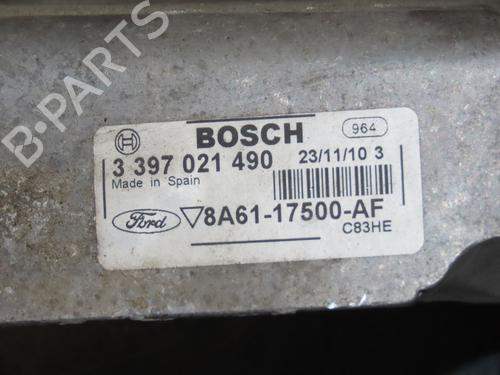 B-PARTS
BOSCH 964
3 397 021 490 23/11/10 3
Made in Spain
Ford 8A61-17500-AF
C83HE
B-PARTS